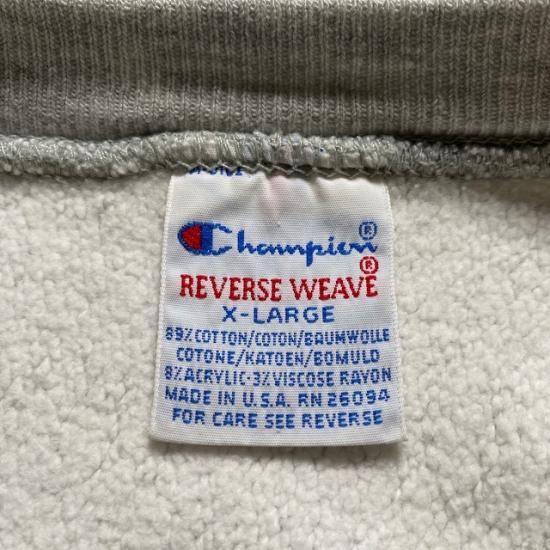 Champion®
REVERSE WEAVE®
X-LARGE
89% COTTON/COTON/BAUMWOLLE
COTONE/KATOEN/BOMULD
8% ACRYLIC·3% VISCOSE RAYON
MADE IN U.S.A. RN 26094
FOR CARE SEE REVERSE